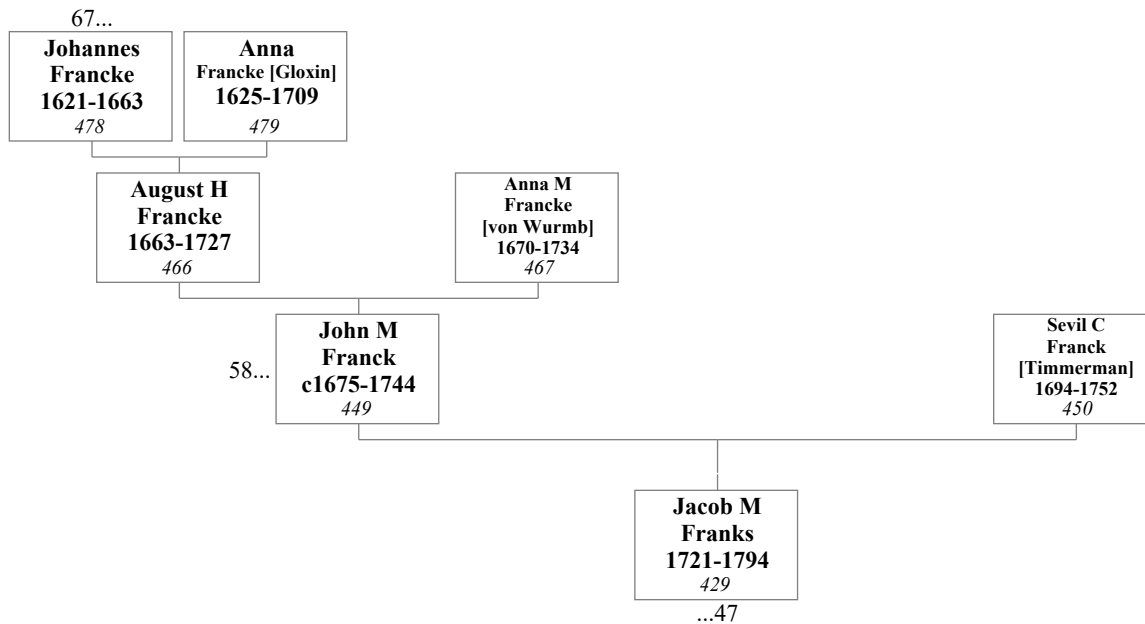 67...
Johannes
Francke
1621-1663
478
Anna
Francke [Gloxin]
1625-1709
479
August H
Francke
1663-1727
466
Anna M
Francke
[von Wurmb]
1670-1734
467
58...
John M
Franck
c1675-1744
449
Sevil C
Franck
[Timmerman]
1694-1752
450
Jacob M
Franks
1721-1794
429
...47